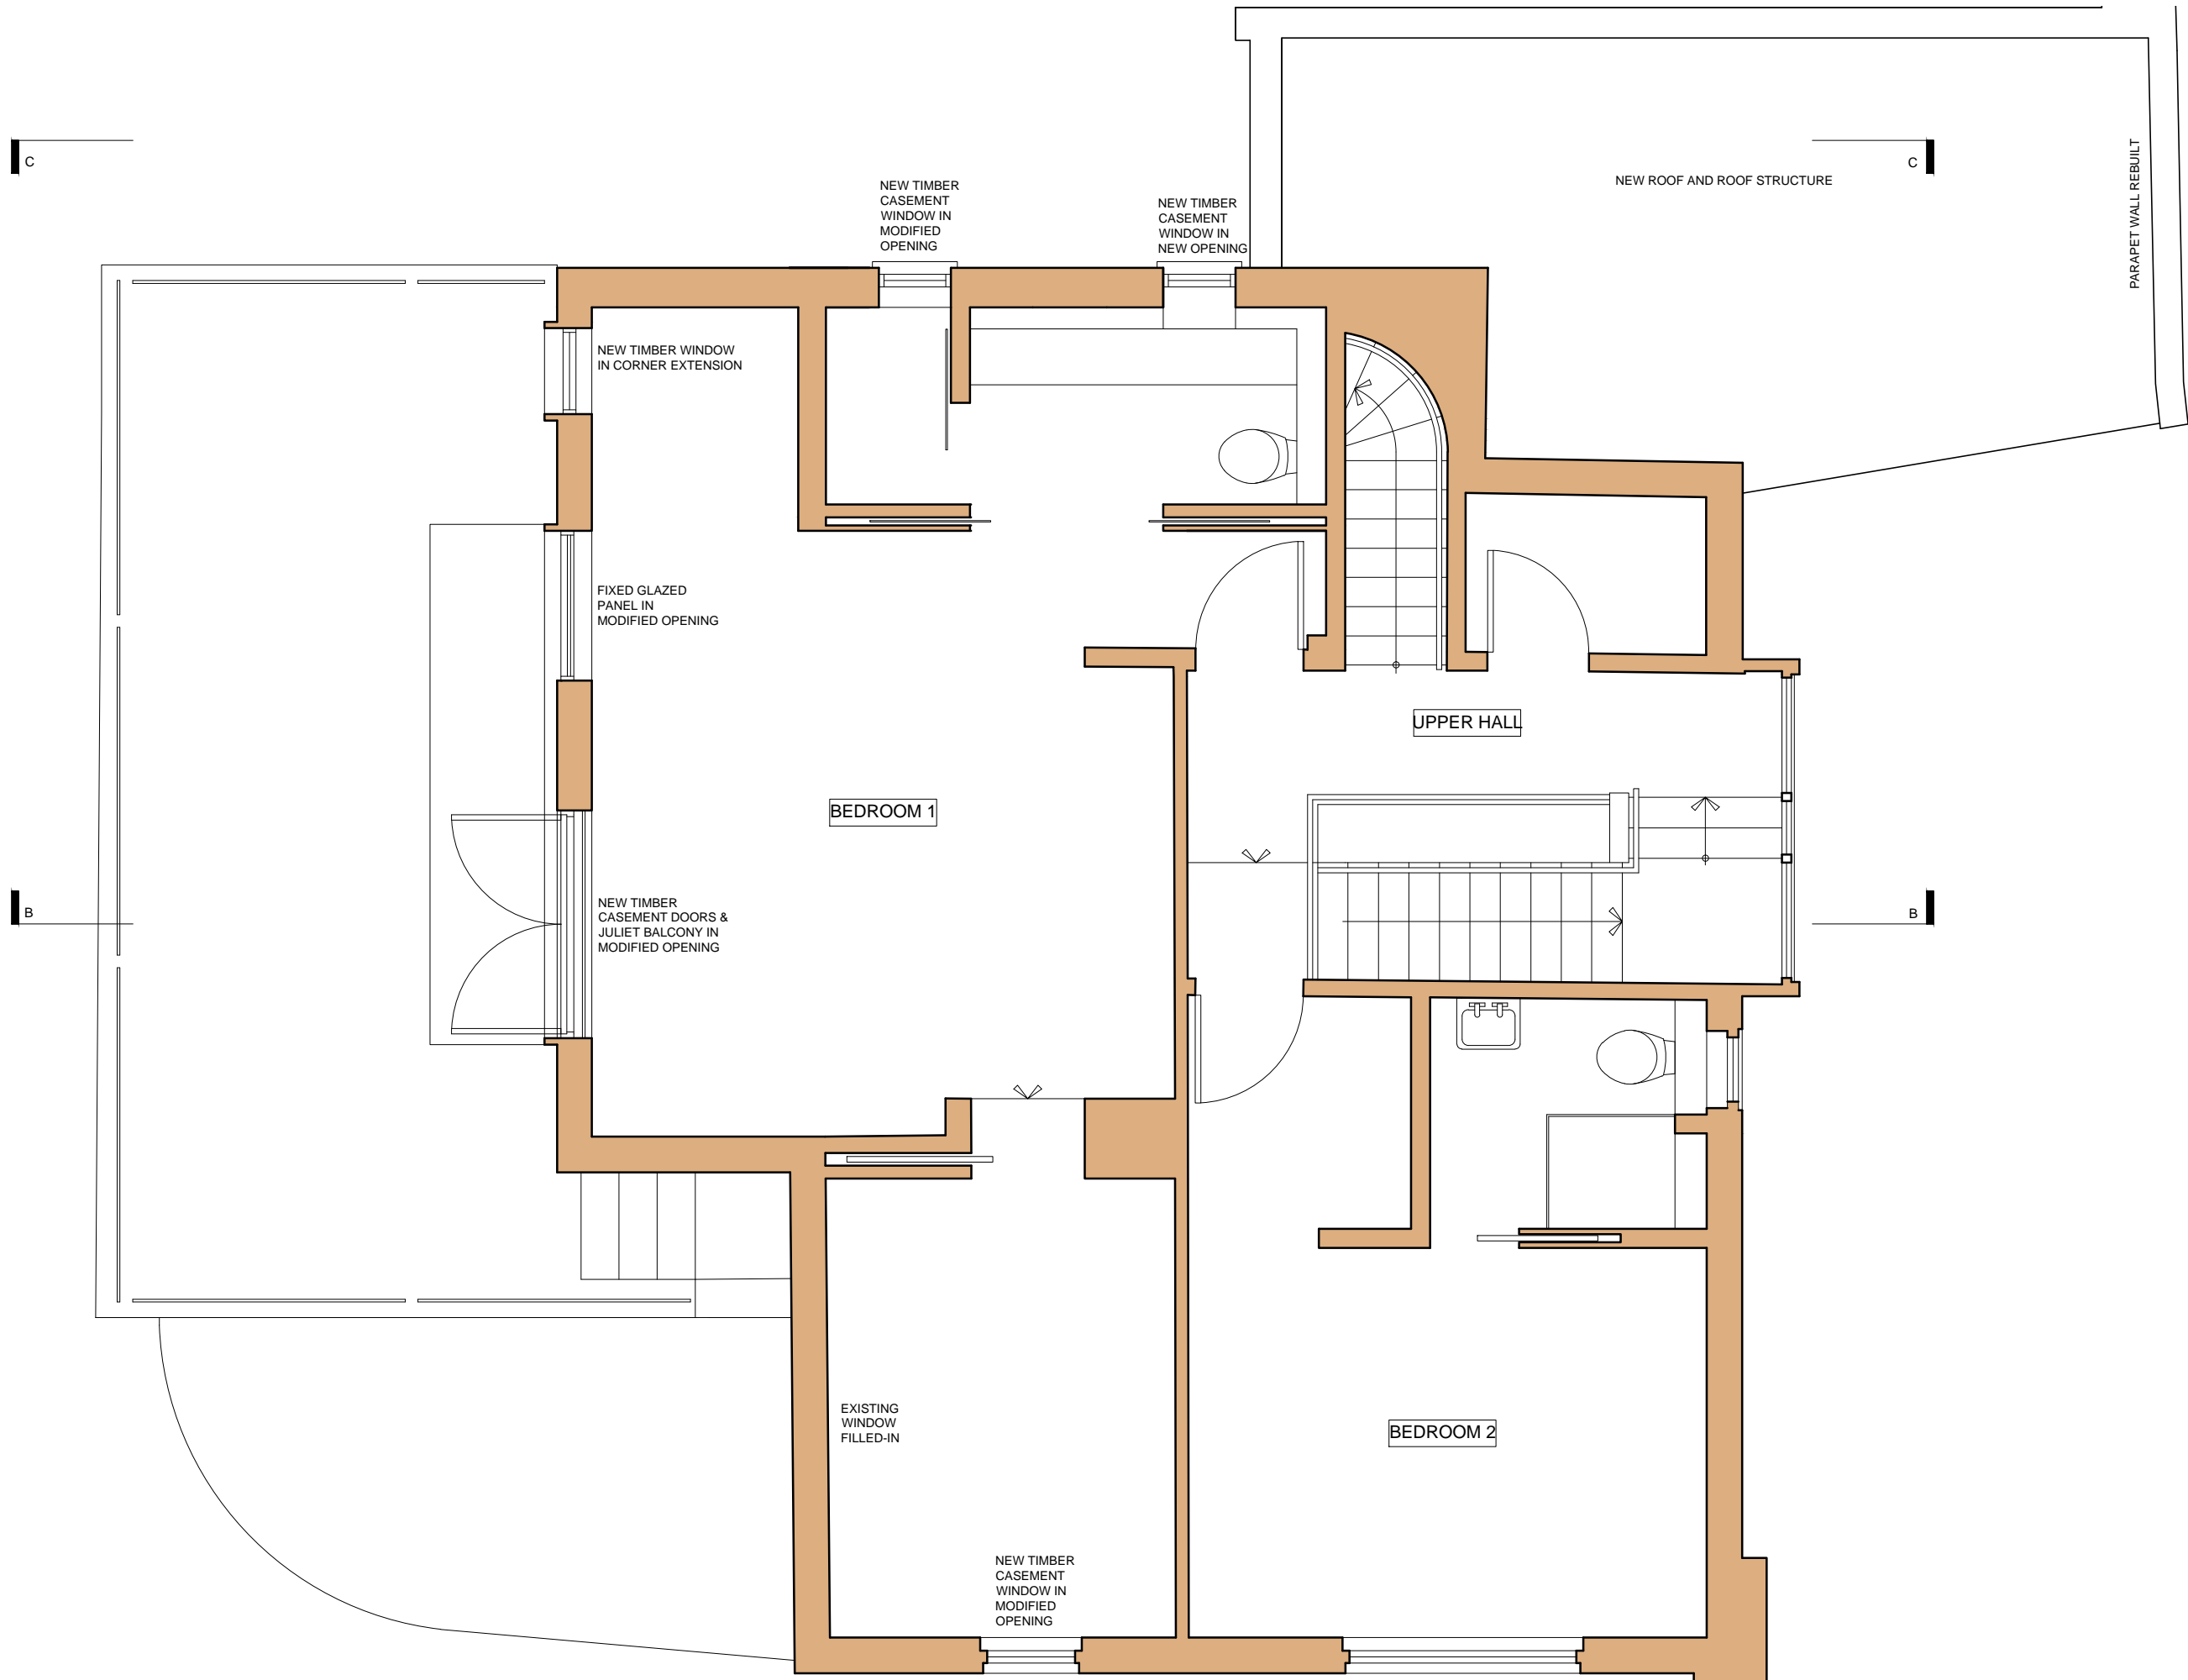 C
C
NEW ROOF AND ROOF STRUCTURE
PARAPET WALL REBUILT
NEW TIMBER
CASEMENT
WINDOW IN
MODIFIED
OPENING
NEW TIMBER
CASEMENT
WINDOW IN
NEW OPENING
NEW TIMBER WINDOW
IN CORNER EXTENSION
FIXED GLAZED
PANEL IN
MODIFIED OPENING
UPPER HALL
BEDROOM 1
NEW TIMBER
CASEMENT DOORS &
JULIET BALCONY IN
MODIFIED OPENING
B
B
EXISTING
WINDOW
FILLED-IN
BEDROOM 2
NEW TIMBER
CASEMENT
WINDOW IN
MODIFIED
OPENING